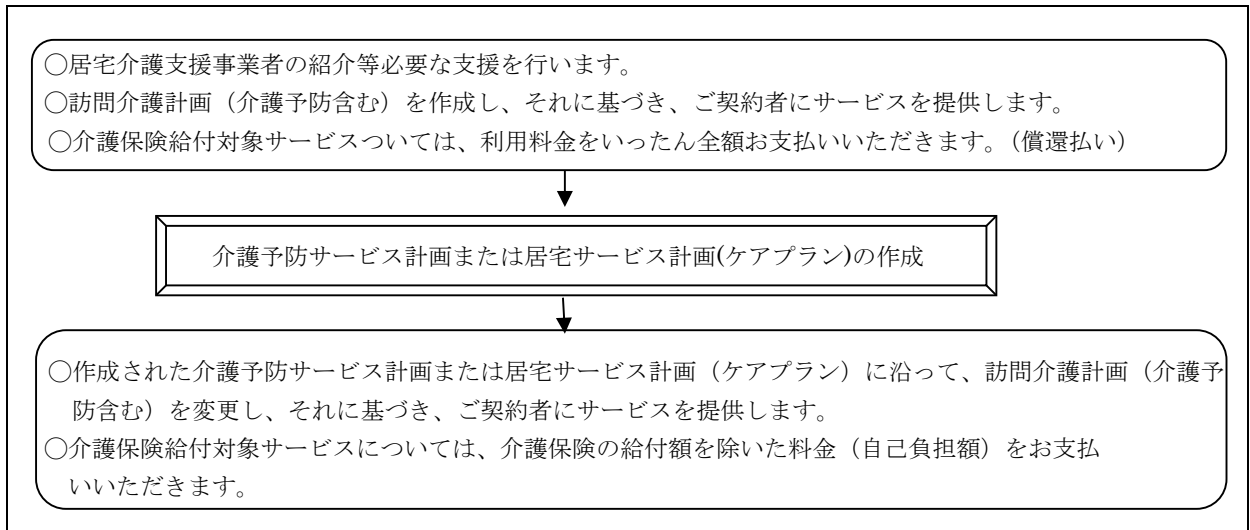 ○居宅介護支援事業者の紹介等必要な支援を行います。
○訪問介護計画（介護予防含む）を作成し、それに基づき、ご契約者にサービスを提供します。
○介護保険給付対象サービスついては、利用料金をいったん全額お支払いいただきます。（償還払い）
介護予防サービス計画または居宅サービス計画(ケアプラン)の作成
○作成された介護予防サービス計画または居宅サービス計画（ケアプラン）に沿って、訪問介護計画（介護予
防含む）を変更し、それに基づき、ご契約者にサービスを提供します。
○介護保険給付対象サービスについては、介護保険の給付額を除いた料金（自己負担額）をお支払
いいただきます。